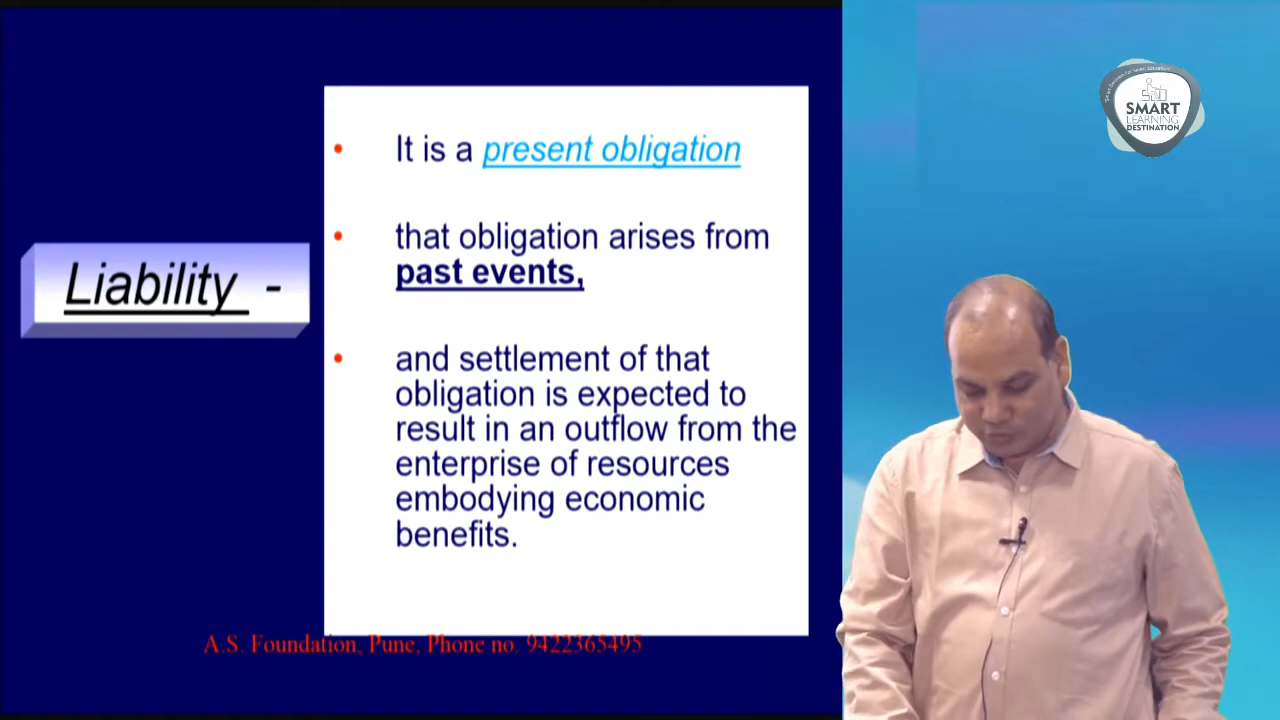 Liability -
It is a present obligation
that obligation arises from
past events,
and settlement of that
obligation is expected to
result in an outflow from the
enterprise of resources
embodying economic
benefits.
A.S. Foundation, Pune, Phone no. 9422365495
SMART
LEARNING
DESTINATION